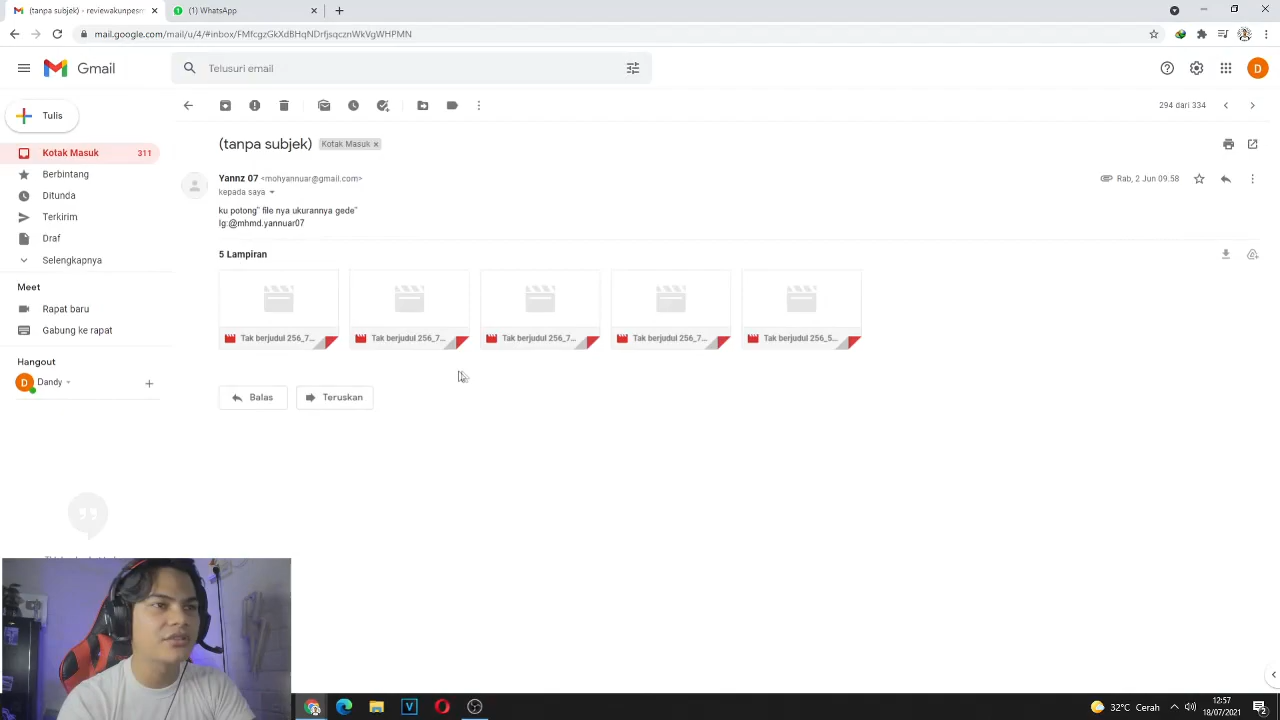 (tanpa subjek) - reviewakunpesm
WhatsApp
mail.google.com/mail/u/4/#inbox/FMfcgzGkXdBHqNDrfjsqcznWkVgWHPMN
Gmail
Telusuri email
D
Tulis
294 dari 334
(tanpa subjek)
Kotak Masuk x
Kotak Masuk 311
Berbintang
Ditunda
Terkirim
Draf
Selengkapnya
Yannz 07 <mohyannuar@gmail.com>
Rab, 2 Jun 09.58
kepada saya
ku potong" file nya ukurannya gede"
Ig:@mhmd.yannuar07
5 Lampiran
Tak berjudul 256_7...
Tak berjudul 256_7...
Tak berjudul 256_7...
Tak berjudul 256_7...
Tak berjudul 256_5...
Meet
Rapat baru
Gabung ke rapat
Hangout
D
Dandy
Balas
Teruskan
V
32°C Cerah
12:57
18/07/2021
2